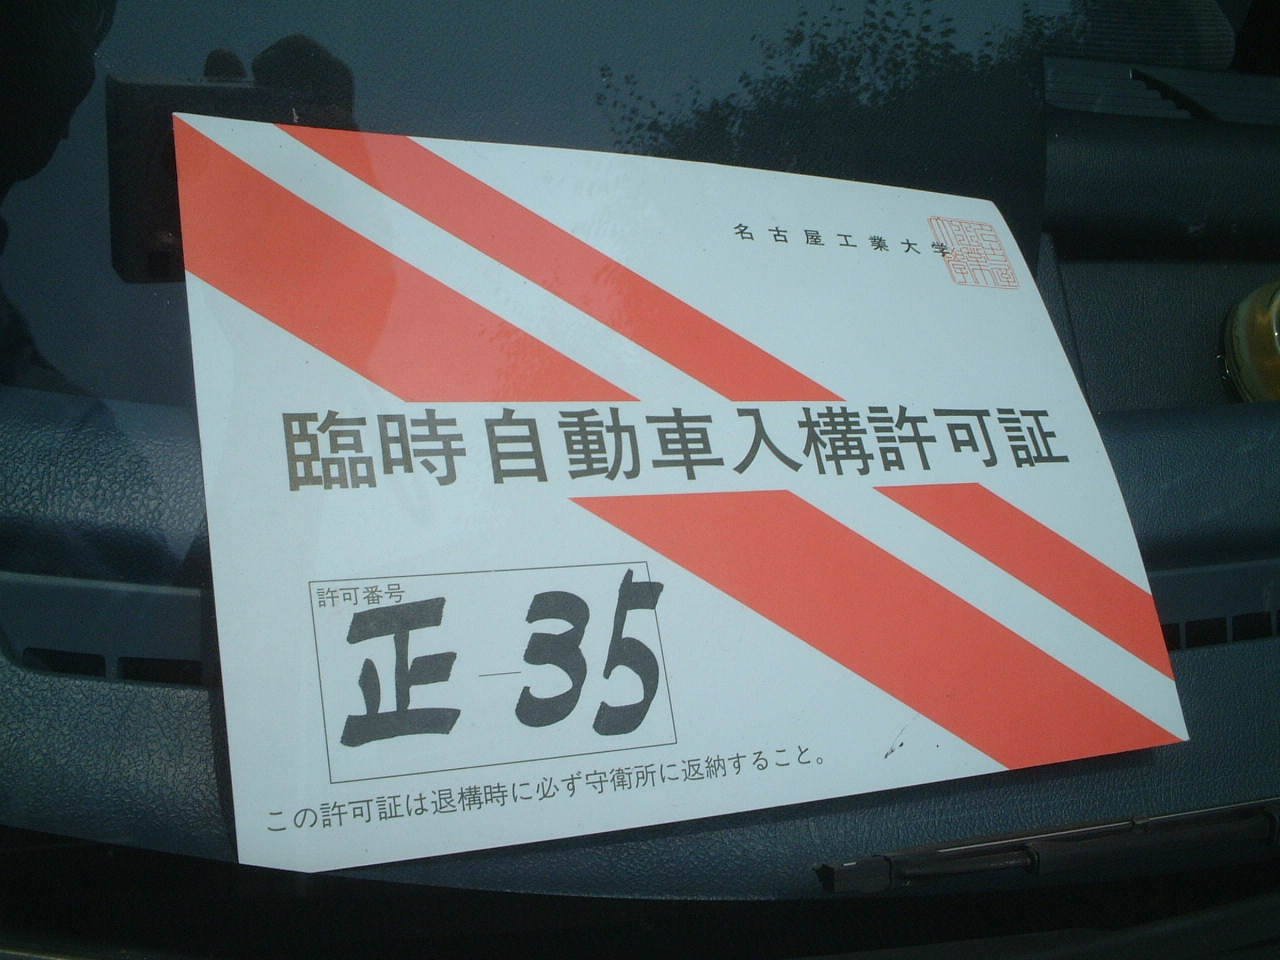 名古屋工業大学
臨時自動車入構許可証
許可番号
正-35
この許可証は退構時に必ず守衛所に返納すること。